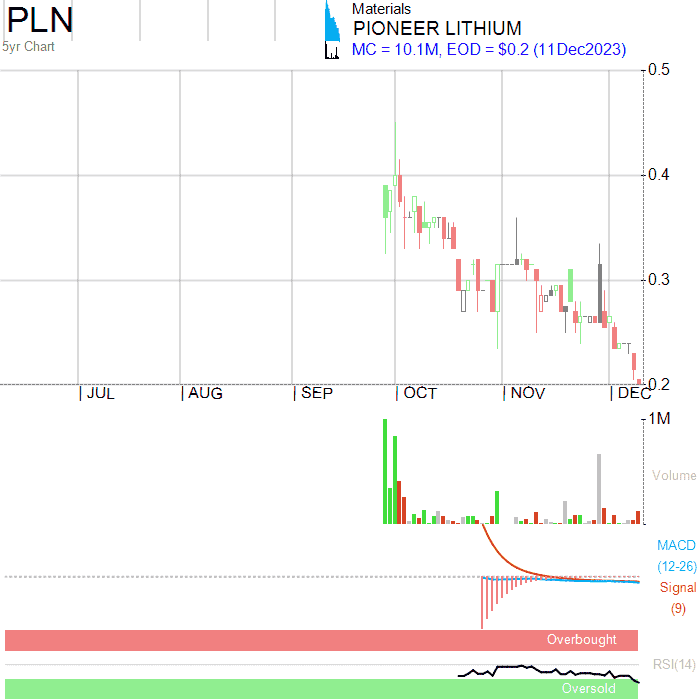 PLN
5yr Chart
Materials
PIONEER LITHIUM
MC = 10.1M, EOD = $0.2 (11Dec2023)
0.5
0.4
0.3
0.2
JUL AUG SEP OCT NOV DEC
1M
Volume
MACD
(12-26)
Signal
(9)
Overbought
RSI(14)
Oversold